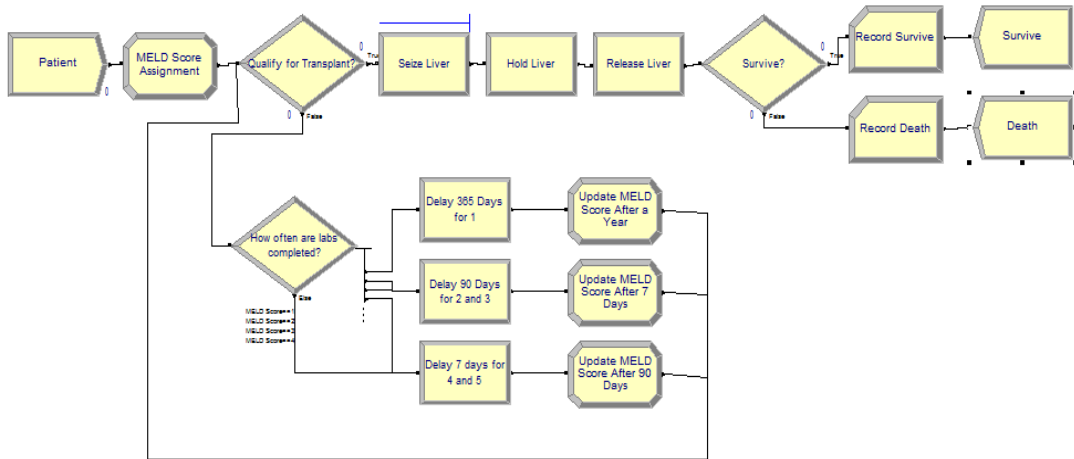 Patient
0
MELD Score
Assignment
Qualify for Transplant?
0
True
0
False
Seize Liver
Hold Liver
Release Liver
Survive?
0
True
0
False
Record Survive
Survive
Record Death
Death
How often are labs
completed?
Else
MELD Score==1
MELD Score==2
MELD Score==3
MELD Score==4
Delay 365 Days
for 1
Update MELD
Score After a
Year
Delay 90 Days
for 2 and 3
Update MELD
Score After 7
Days
Delay 7 days for
4 and 5
Update MELD
Score After 90
Days